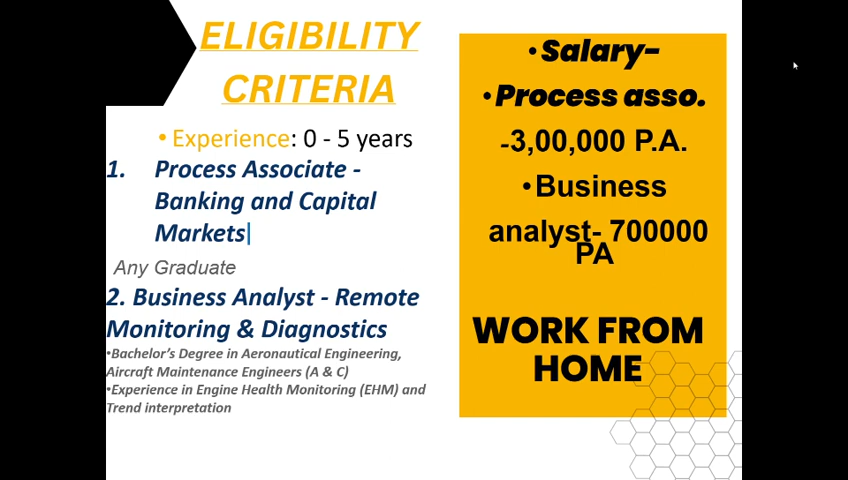 ELIGIBILITY
CRITERIA
• Experience: 0 - 5 years
1. Process Associate -
Banking and Capital
Markets
Any Graduate
2. Business Analyst - Remote
Monitoring & Diagnostics
•Bachelor's Degree in Aeronautical Engineering,
Aircraft Maintenance Engineers (A & C)
•Experience in Engine Health Monitoring (EHM) and
Trend interpretation
•Salary-
•Process asso.
-3,00,000 P.A.
•Business
analyst- 700000
PA
WORK FROM
HOME